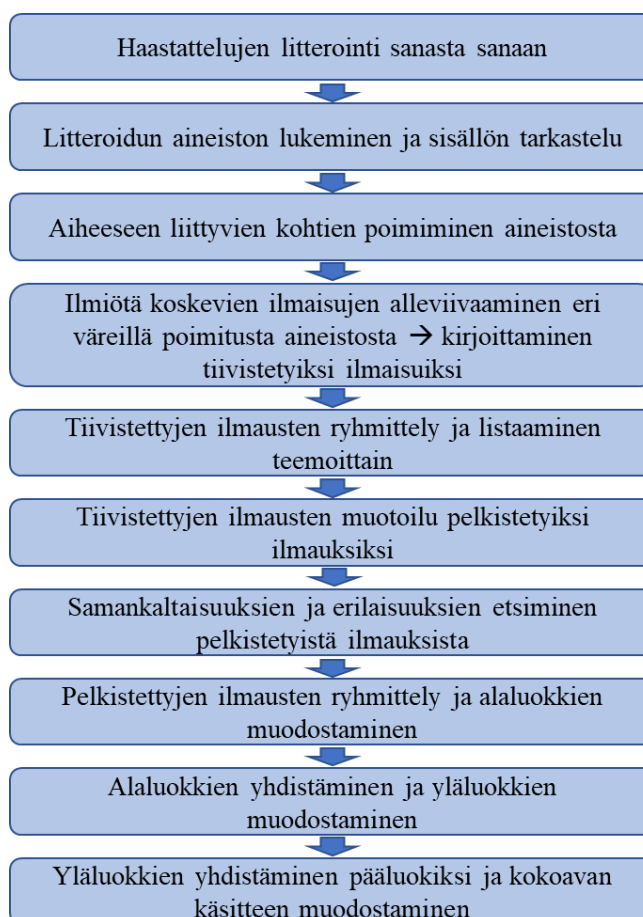 Haastattelujen litterointi sanasta sanaan
Litteroidun aineiston lukeminen ja sisällön tarkastelu
Aiheeseen liittyvien kohtien poimiminen aineistosta
Ilmiötä koskevien ilmaisujen alleviivaaminen eri
väreillä poimitusta aineistosta → kirjoittaminen
tiivistetyiksi ilmaisuiksi
Tiivistettyjen ilmausten ryhmittely ja listaaminen
teemoittain
Tiivistettyjen ilmausten muotoilu pelkistetyiksi
ilmauksiksi
Samankaltaisuuksien ja erilaisuuksien etsiminen
pelkistetyistä ilmauksista
Pelkistettyjen ilmausten ryhmittely ja alaluokkien
muodostaminen
Alaluokkien yhdistäminen ja yläluokkien
muodostaminen
Yläluokkien yhdistäminen pääluokiksi ja kokoavan
käsitteen muodostaminen